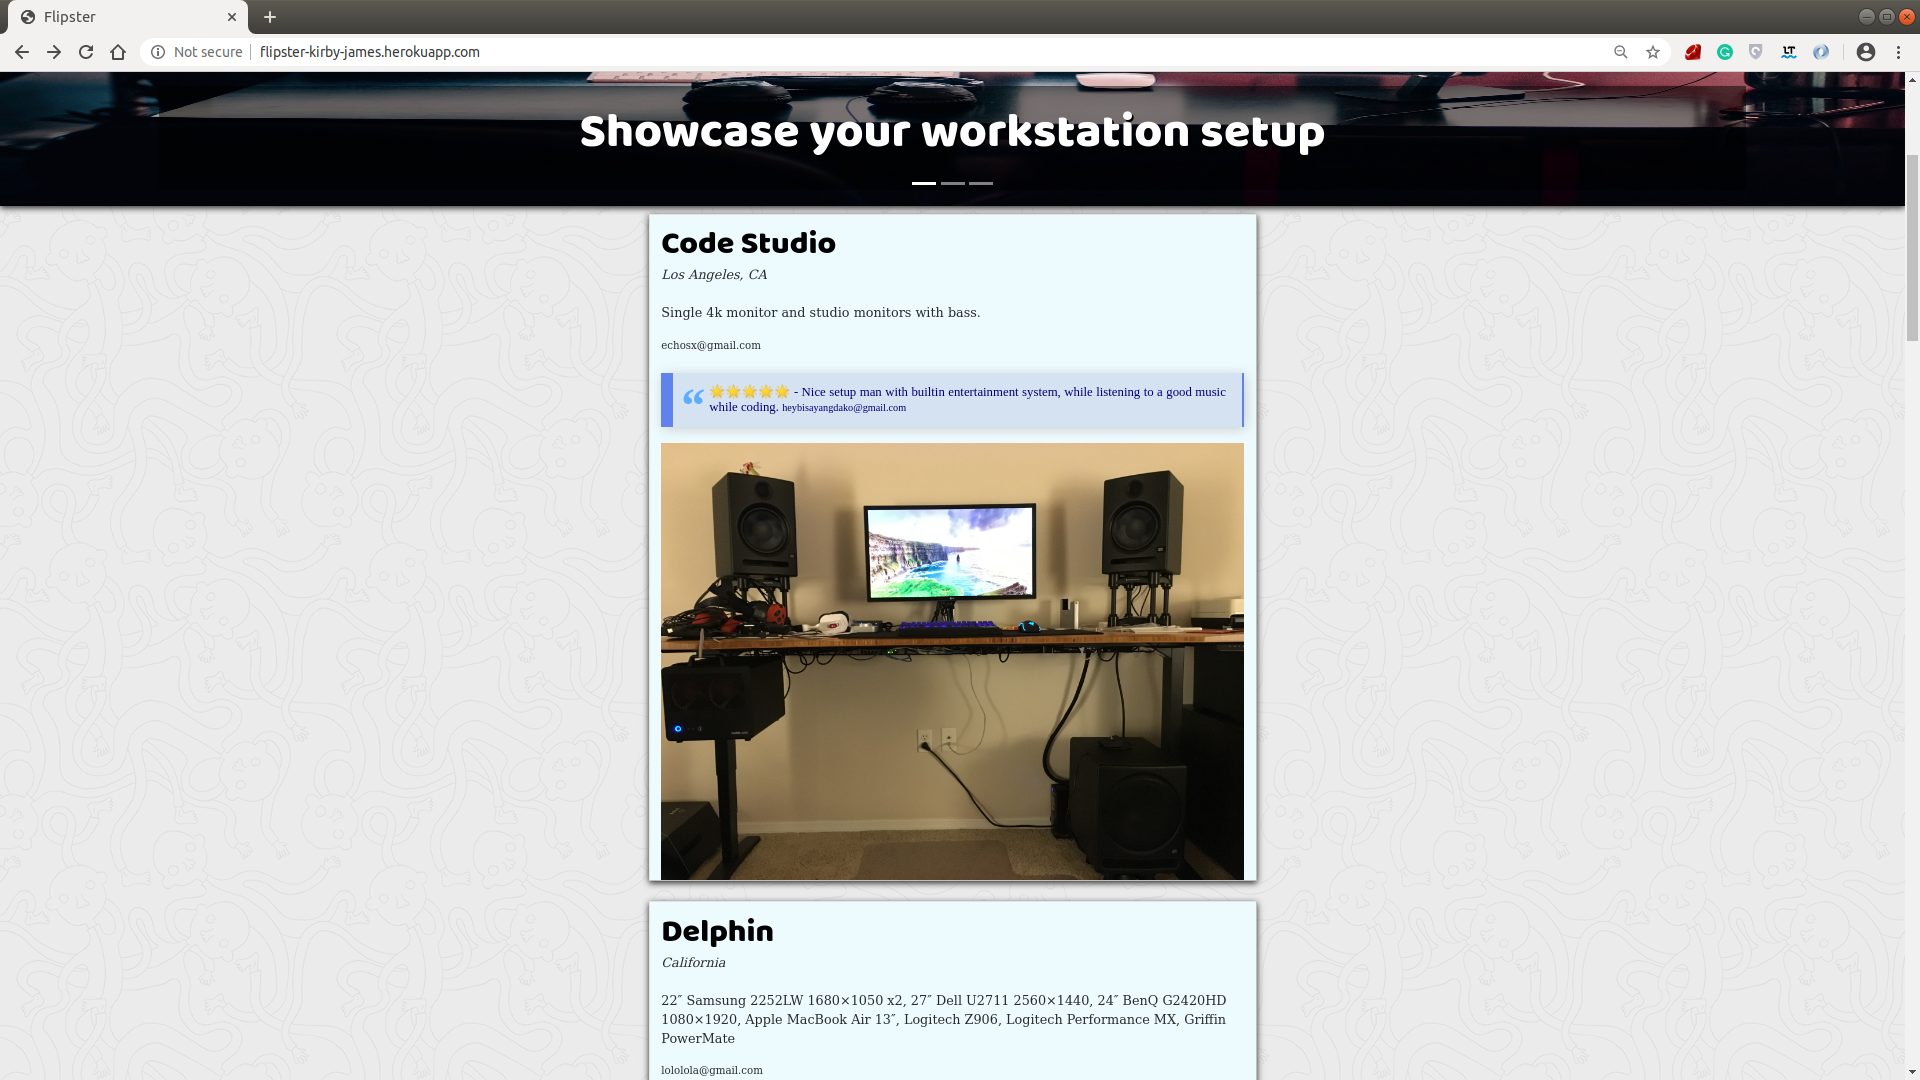 Flipster
Not secure flipster-kirby-james.herokuapp.com
LT
Showcase your workstation setup
Code Studio
Los Angeles, CA
Single 4k monitor and studio monitors with bass.
echosx@gmail.com
“ ⭐⭐⭐⭐⭐ - Nice setup man with builtin entertainment system, while listening to a good music
while coding. heybisayangdako@gmail.com
Delphin
California
22″ Samsung 2252LW 1680×1050 x2, 27″ Dell U2711 2560×1440, 24″ BenQ G2420HD
1080×1920, Apple MacBook Air 13″, Logitech Z906, Logitech Performance MX, Griffin
PowerMate
lololola@gmail.com